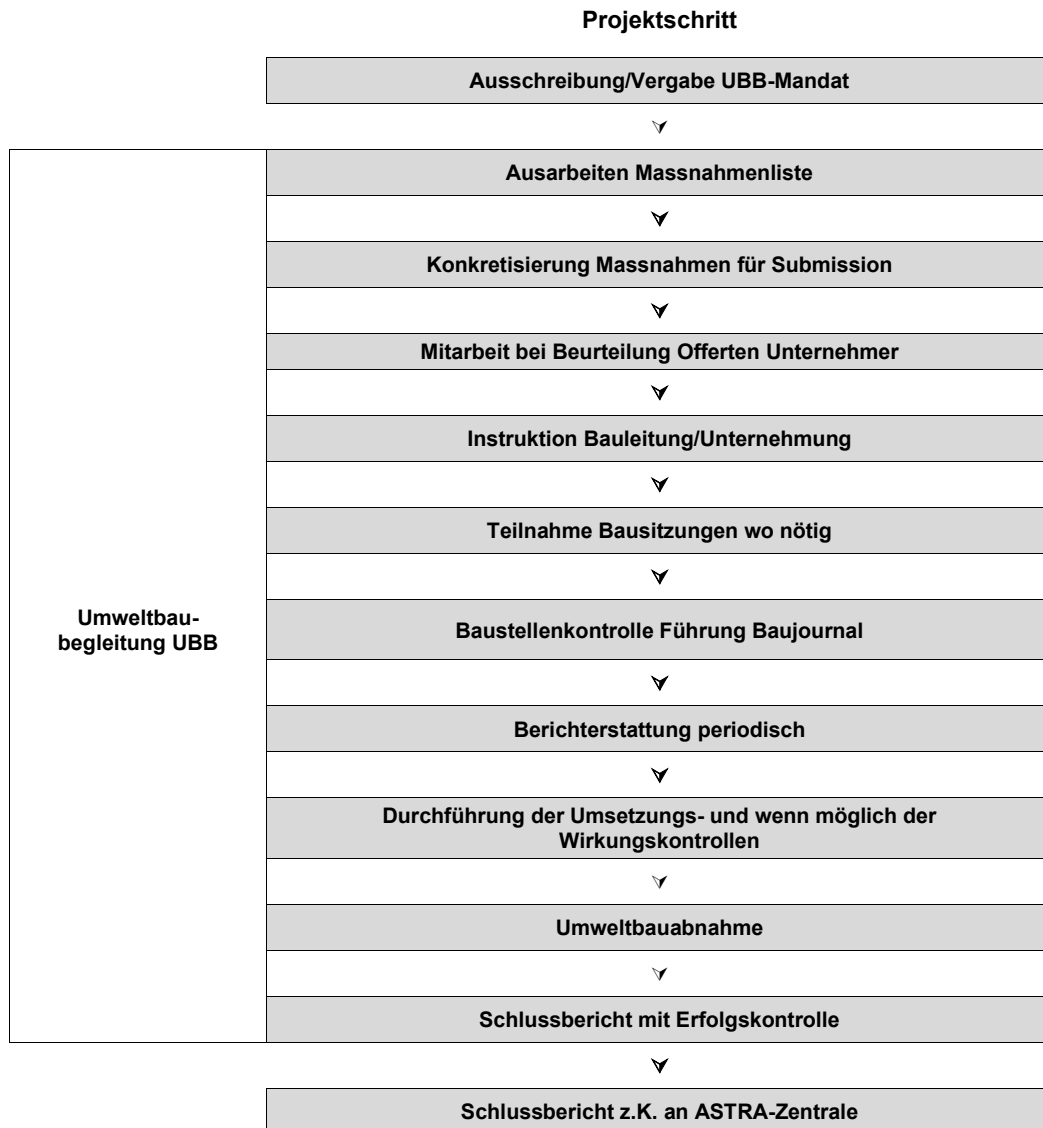 Projektschritt
Ausschreibung/Vergabe UBB-Mandat
Ausarbeiten Massnahmenliste
Konkretisierung Massnahmen für Submission
Mitarbeit bei Beurteilung Offerten Unternehmer
Instruktion Bauleitung/Unternehmung
Teilnahme Bausitzungen wo nötig
Umweltbau-
begleitung UBB
Baustellenkontrolle Führung Baujournal
Berichterstattung periodisch
Durchführung der Umsetzungs- und wenn möglich der
Wirkungskontrollen
Umweltbauabnahme
Schlussbericht mit Erfolgskontrolle
Schlussbericht z.K. an ASTRA-Zentrale